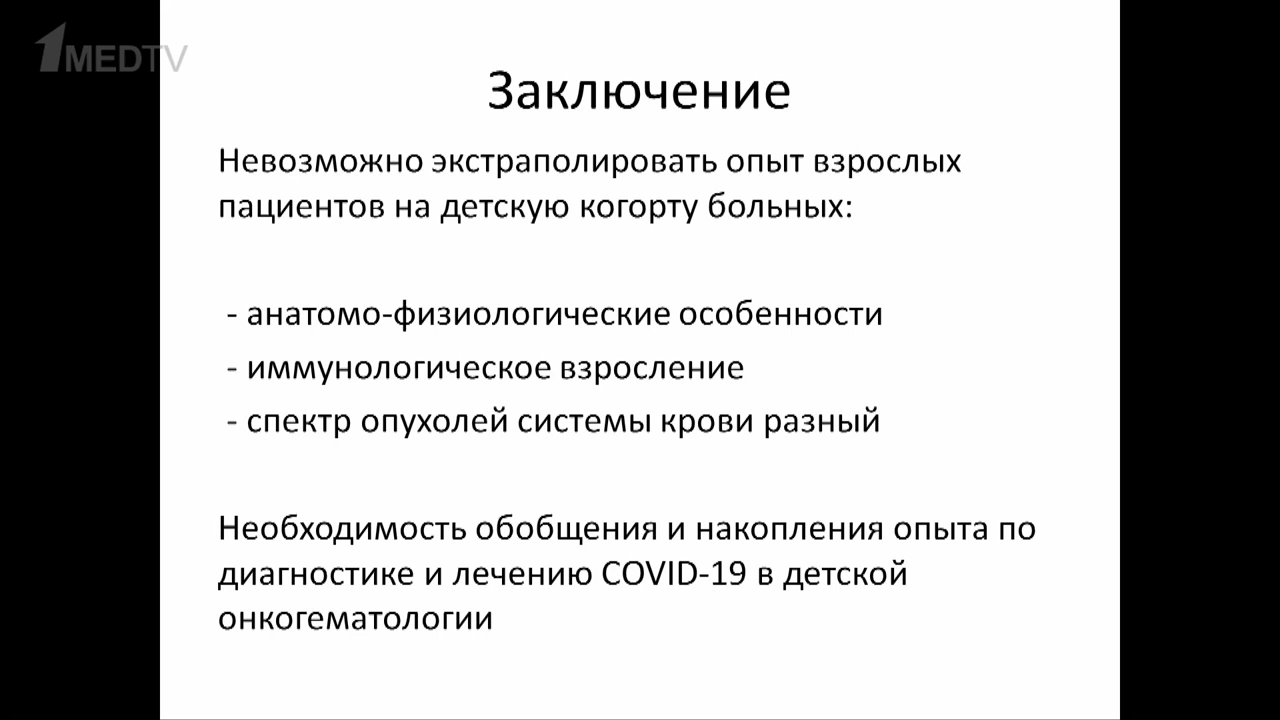 1MEDTV
Заключение
Невозможно экстраполировать опыт взрослых
пациентов на детскую когорту больных:
- анатомо-физиологические особенности
- иммунологическое взросление
- спектр опухолей системы крови разный
Необходимость обобщения и накопления опыта по
диагностике и лечению COVID-19 в детской
онкогематологии